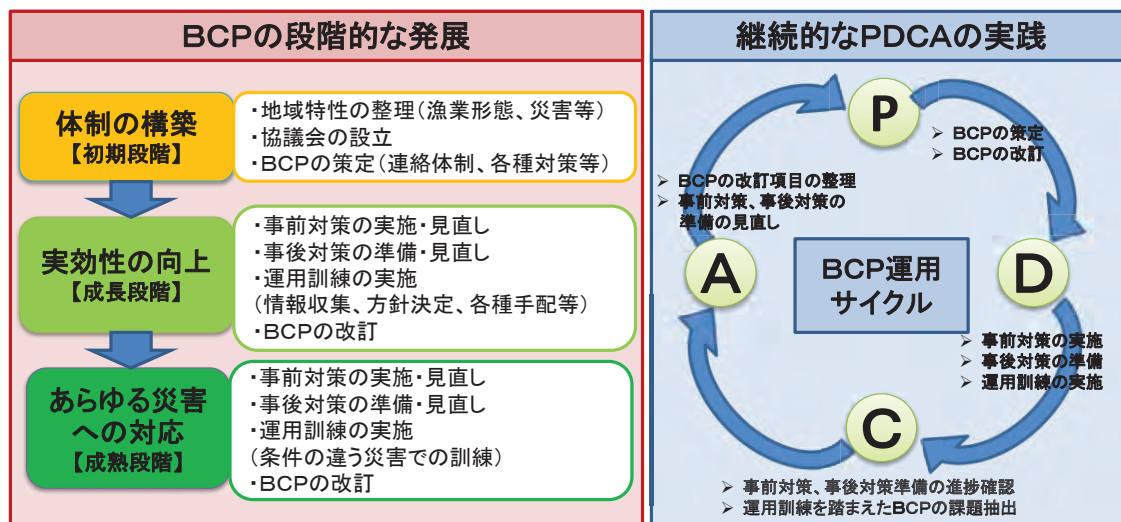 BCPの段階的な発展
体制の構築
【初期段階】
・地域特性の整理(漁業形態、災害等)
・協議会の設立
・BCPの策定(連絡体制、各種対策等)
実効性の向上
【成長段階】
・事前対策の実施・見直し
・事後対策の準備・見直し
・運用訓練の実施
(情報収集、方針決定、各種手配等)
・BCPの改訂
あらゆる災害
への対応
【成熟段階】
・事前対策の実施・見直し
・事後対策の準備・見直し
・運用訓練の実施
(条件の違う災害での訓練)
・BCPの改訂
継続的なPDCAの実践
P
➢ BCPの策定
➢ BCPの改訂
D
➢ 事前対策の実施
➢ 事後対策の準備
➢ 運用訓練の実施
C
➢ 事前対策、事後対策準備の進捗確認
➢ 運用訓練を踏まえたBCPの課題抽出
A
➢ BCPの改訂項目の整理
➢ 事前対策、事後対策の
準備の見直し
BCP運用
サイクル